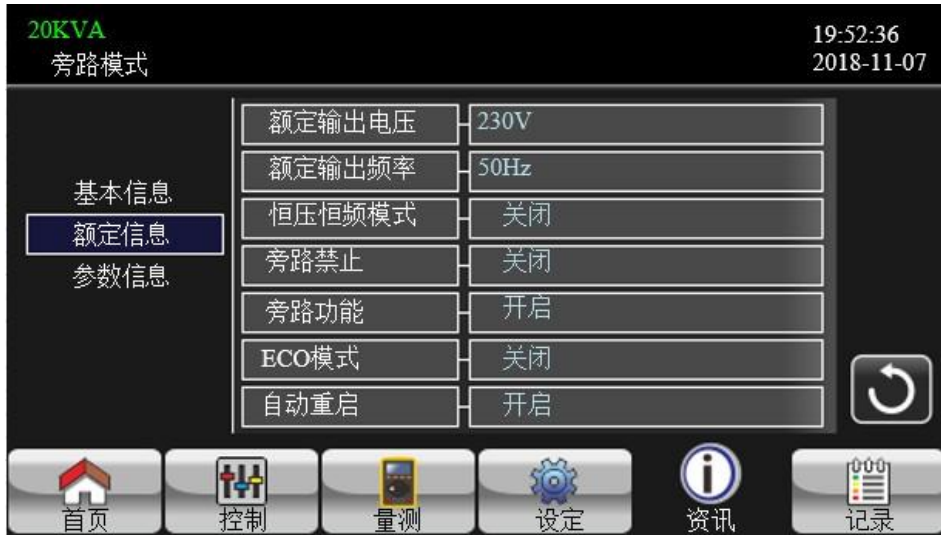 20KVA
旁路模式
19:52:36
2018-11-07
基本信息
额定信息
参数信息
额定输出电压 230V
额定输出频率 50Hz
恒压恒频模式 关闭
旁路禁止 关闭
旁路功能 开启
ECO模式 关闭
自动重启 开启
首页 控制 量测 设定 资讯 记录